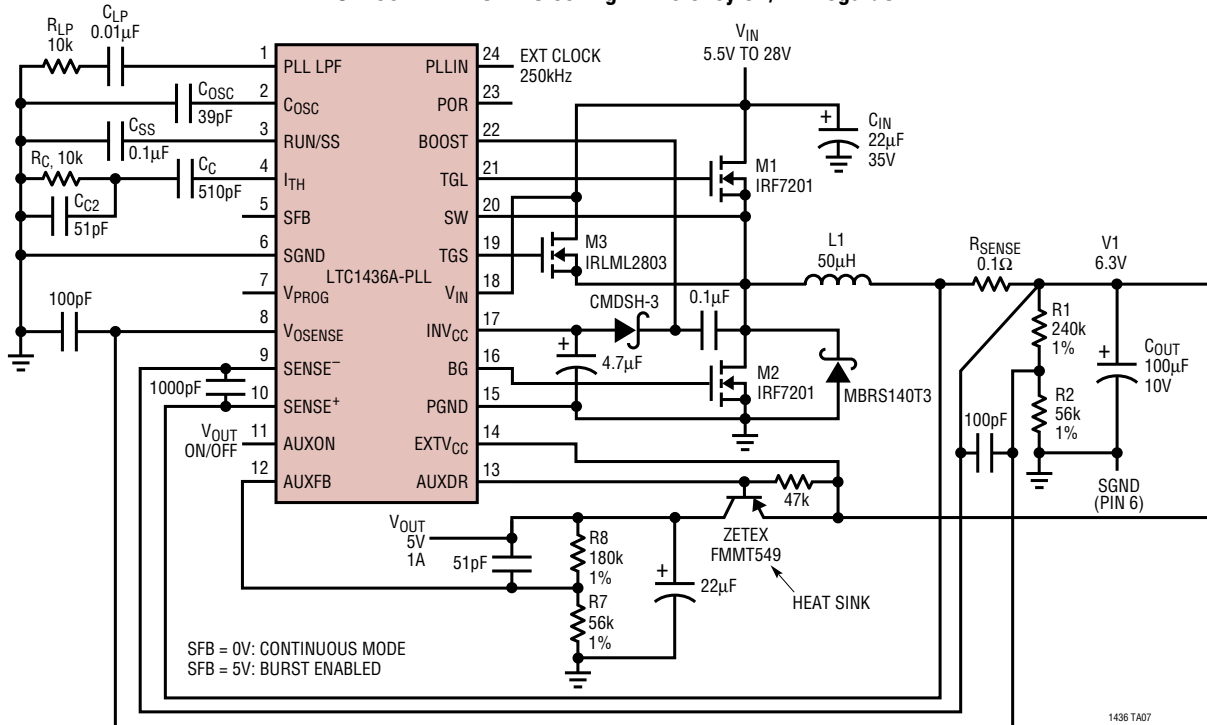 CLP
0.01µF
RLP
10k
COSC
39pF
CSS
0.1µF
RC, 10k
CC
510pF
CC2
51pF
100pF
1000pF
VOUT
ON/OFF
1 PLL LPF
2 COSC
3 RUN/SS
4 ITH
5 SFB
6 SGND
7 VPROG
8 VOSENSE
9 SENSE−
10 SENSE+
11 AUXON
12 AUXFB
LTC1436A-PLL
PLLIN 24
POR 23
BOOST 22
TGL 21
SW 20
TGS 19
VIN 18
INVCC 17
BG 16
PGND 15
EXTVCC 14
AUXDR 13
EXT CLOCK
250kHz
VIN
5.5V TO 28V
+
CIN
22µF
35V
M1
IRF7201
M3
IRLML2803
L1
50µH
RSENSE
0.1Ω
V1
6.3V
CMDSH-3
0.1µF
+
4.7µF
M2
IRF7201
MBRS140T3
R1
240k
1%
+
COUT
100µF
10V
R2
56k
1%
100pF
SGND
(PIN 6)
47k
ZETEX
FMMT549
HEAT SINK
VOUT
5V
1A
51pF
R8
180k
1%
+
22µF
R7
56k
1%
SFB = 0V: CONTINUOUS MODE
SFB = 5V: BURST ENABLED
1436 TA07